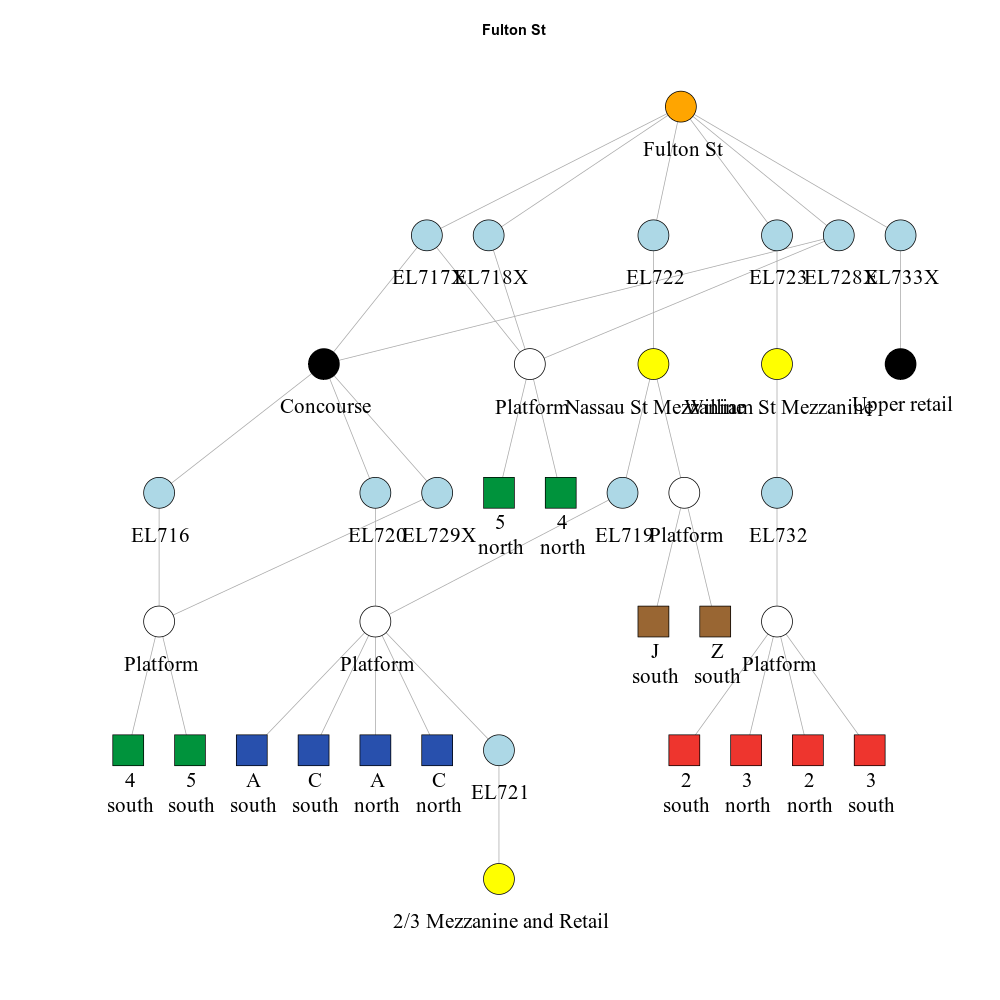 Fulton St
Fulton St
EL717X
EL718X
EL722
EL723
EL728X
EL733X
Concourse
Platform
Nassau St Mezzanine
William St Mezzanine
Upper retail
EL716
EL720
EL729X
5
north
4
north
EL719
Platform
EL732
Platform
Platform
J
south
Z
south
Platform
4
south
5
south
A
south
C
south
A
north
C
north
EL721
2
south
3
north
2
north
3
south
2/3 Mezzanine and Retail